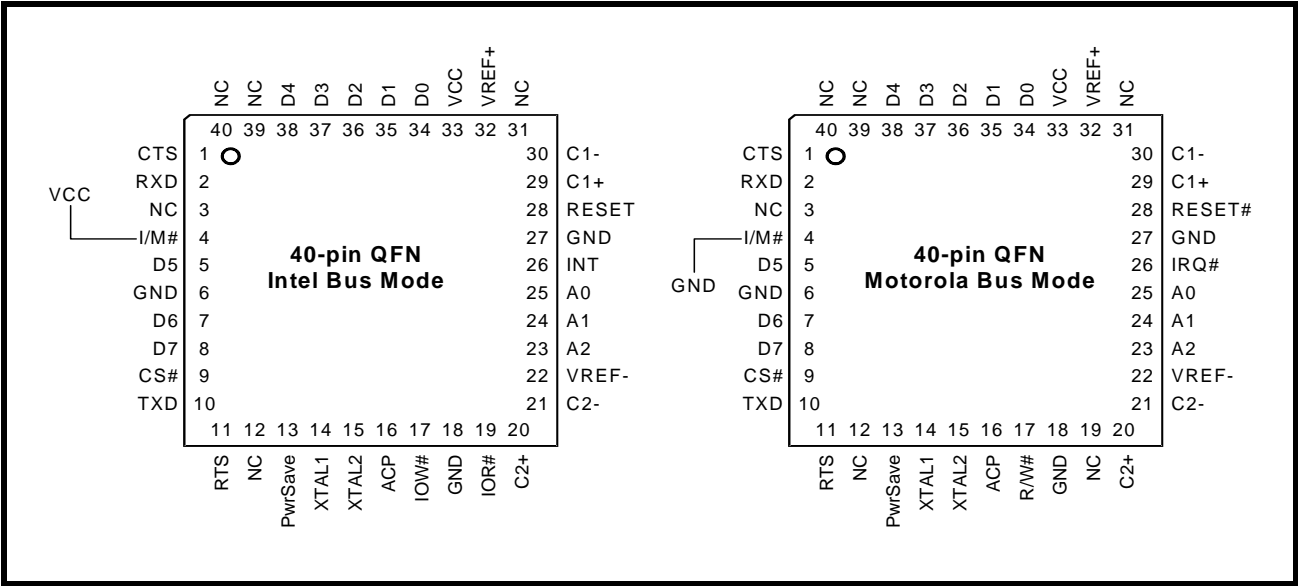 NC NC D4 D3 D2 D1 D0 VCC VREF+ NC
40 39 38 37 36 35 34 33 32 31
CTS 1 30 C1-
RXD 2 29 C1+
VCC
NC 3 28 RESET
I/M# 4 27 GND
40-pin QFN
Intel Bus Mode
D5 5 26 INT
GND 6 25 A0
D6 7 24 A1
D7 8 23 A2
CS# 9 22 VREF-
TXD 10 21 C2-
11 12 13 14 15 16 17 18 19 20
RTS NC PwrSave XTAL1 XTAL2 ACP IOW# GND IOR# C2+
NC NC D4 D3 D2 D1 D0 VCC VREF+ NC
40 39 38 37 36 35 34 33 32 31
CTS 1 30 C1-
RXD 2 29 C1+
NC 3 28 RESET#
I/M# 4 27 GND
40-pin QFN
Motorola Bus Mode
D5 5 26 IRQ#
GND
GND 6 25 A0
D6 7 24 A1
D7 8 23 A2
CS# 9 22 VREF-
TXD 10 21 C2-
11 12 13 14 15 16 17 18 19 20
RTS NC PwrSave XTAL1 XTAL2 ACP R/W# GND NC C2+